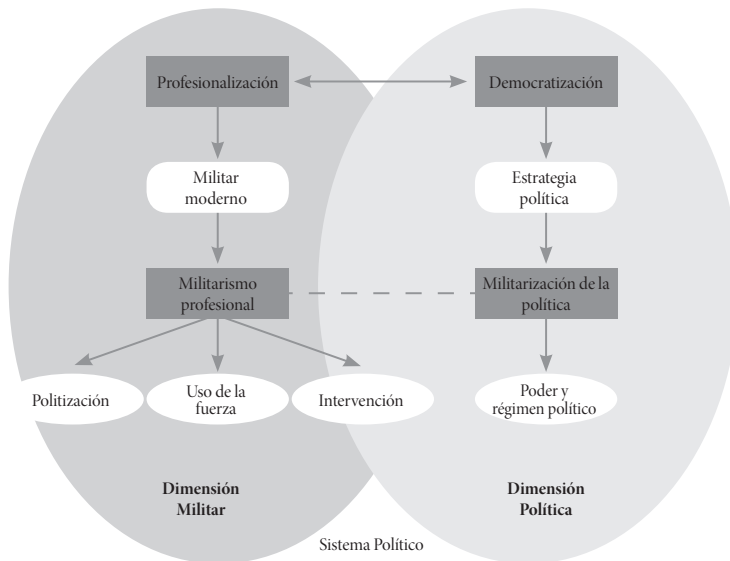 Profesionalización
Democratización
Militar
moderno
Estrategia
política
Militarismo
profesional
Militarización de la
política
Politización
Uso de la
fuerza
Intervención
Poder y
régimen político
Dimensión
Militar
Dimensión
Política
Sistema Político